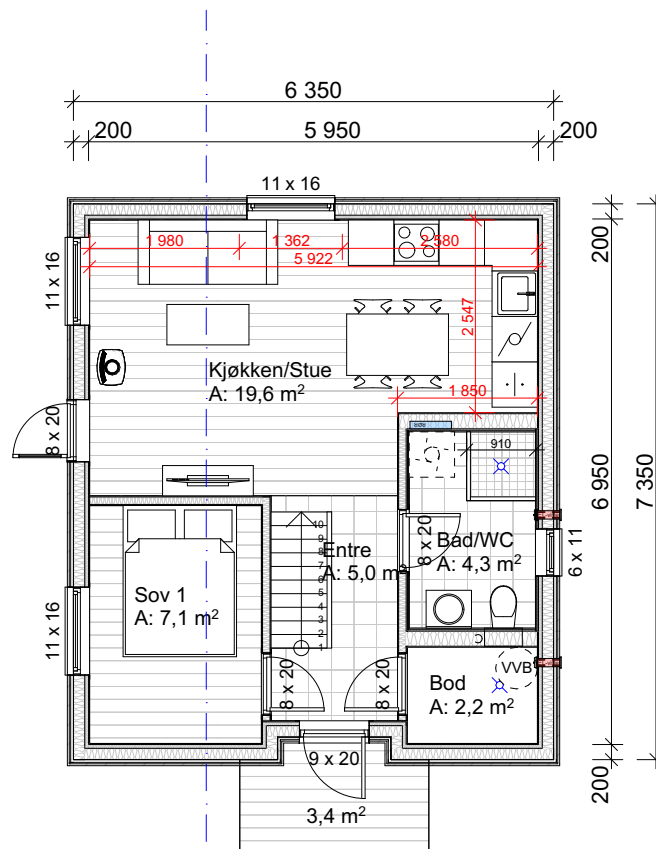 6 350
200
5 950
200
11 x 16
1 980
1 362
2 580
5 922
200
11 x 16
2 547
Kjøkken/Stue
A: 19,6 m²
1 850
8 x 20
910
6 950
7 350
10
9
8
7
6
5
4
3
2
1
Entre
A: 5,0 m
8 x 20
Bad/WC
A: 4,3 m²
6 x 11
Sov 1
A: 7,1 m²
11 x 16
8 x 20
8 x 20
VVB
Bod
A: 2,2 m²
9 x 20
200
3,4 m²